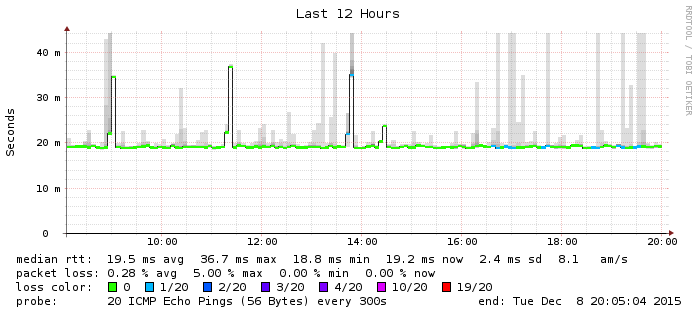 Last 12 Hours
RRDTOOL / TOBI OETIKER
Seconds
40 m
30 m
20 m
10 m
0
10:00 12:00 14:00 16:00 18:00 20:00
median rtt: 19.5 ms avg 36.7 ms max 18.8 ms min 19.2 ms now 2.4 ms sd 8.1 am/s
packet loss: 0.28 % avg 5.00 % max 0.00 % min 0.00 % now
loss color: 0 1/20 2/20 3/20 4/20 10/20 19/20
probe: 20 ICMP Echo Pings (56 Bytes) every 300s end: Tue Dec 8 20:05:04 2015